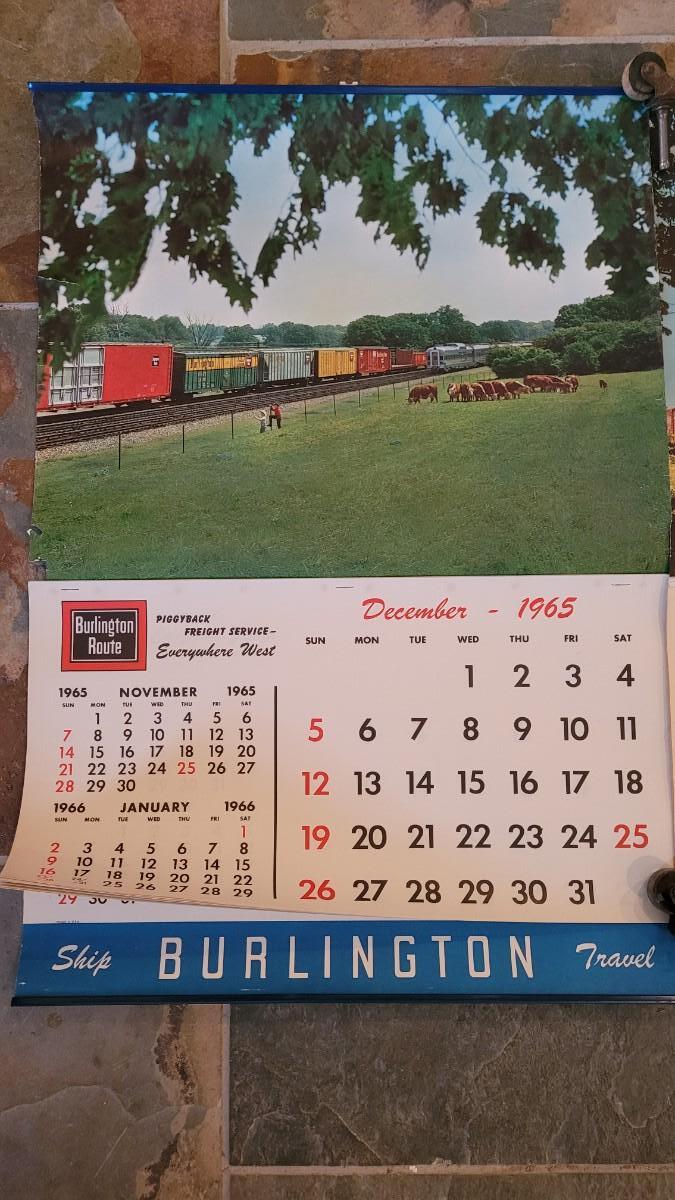 Burlington
Burlington
Route
PIGGYBACK
FREIGHT SERVICE—
Everywhere West
1965 NOVEMBER 1965
SUN MON TUE WED THU FRI SAT
1 2 3 4 5 6
7 8 9 10 11 12 13
14 15 16 17 18 19 20
21 22 23 24 25 26 27
28 29 30
1966 JANUARY 1966
SUN MON TUE WED THU FRI SAT
1
2 3 4 5 6 7 8
9 10 11 12 13 14 15
16 17 18 19 20 21 22
25 26 27 28 29
29 30 31
December - 1965
SUN MON TUE WED THU FRI SAT
1 2 3 4
5 6 7 8 9 10 11
12 13 14 15 16 17 18
19 20 21 22 23 24 25
26 27 28 29 30 31
Ship BURLINGTON Travel